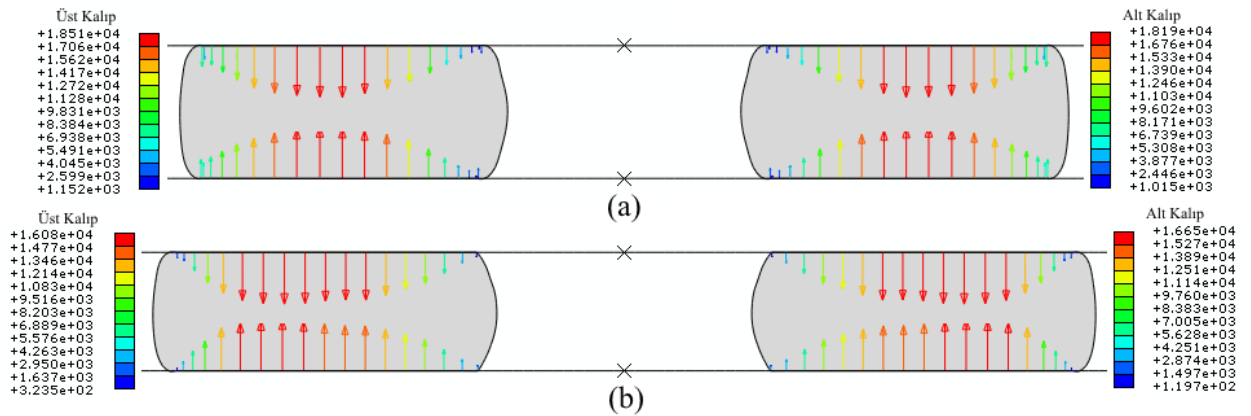 Üst Kalıp
+1.851e+04
+1.706e+04
+1.562e+04
+1.417e+04
+1.272e+04
+1.128e+04
+9.831e+03
+8.384e+03
+6.938e+03
+5.491e+03
+4.045e+03
+2.599e+03
+1.152e+03
Alt Kalıp
+1.819e+04
+1.676e+04
+1.533e+04
+1.390e+04
+1.246e+04
+1.103e+04
+9.602e+03
+8.171e+03
+6.739e+03
+5.308e+03
+3.877e+03
+2.446e+03
+1.015e+03
(a)
Üst Kalıp
+1.608e+04
+1.477e+04
+1.346e+04
+1.214e+04
+1.083e+04
+9.516e+03
+8.203e+03
+6.889e+03
+5.576e+03
+4.263e+03
+2.950e+03
+1.637e+03
+3.235e+02
Alt Kalıp
+1.665e+04
+1.527e+04
+1.389e+04
+1.251e+04
+1.114e+04
+9.760e+03
+8.383e+03
+7.005e+03
+5.628e+03
+4.251e+03
+2.874e+03
+1.497e+03
+1.197e+02
(b)